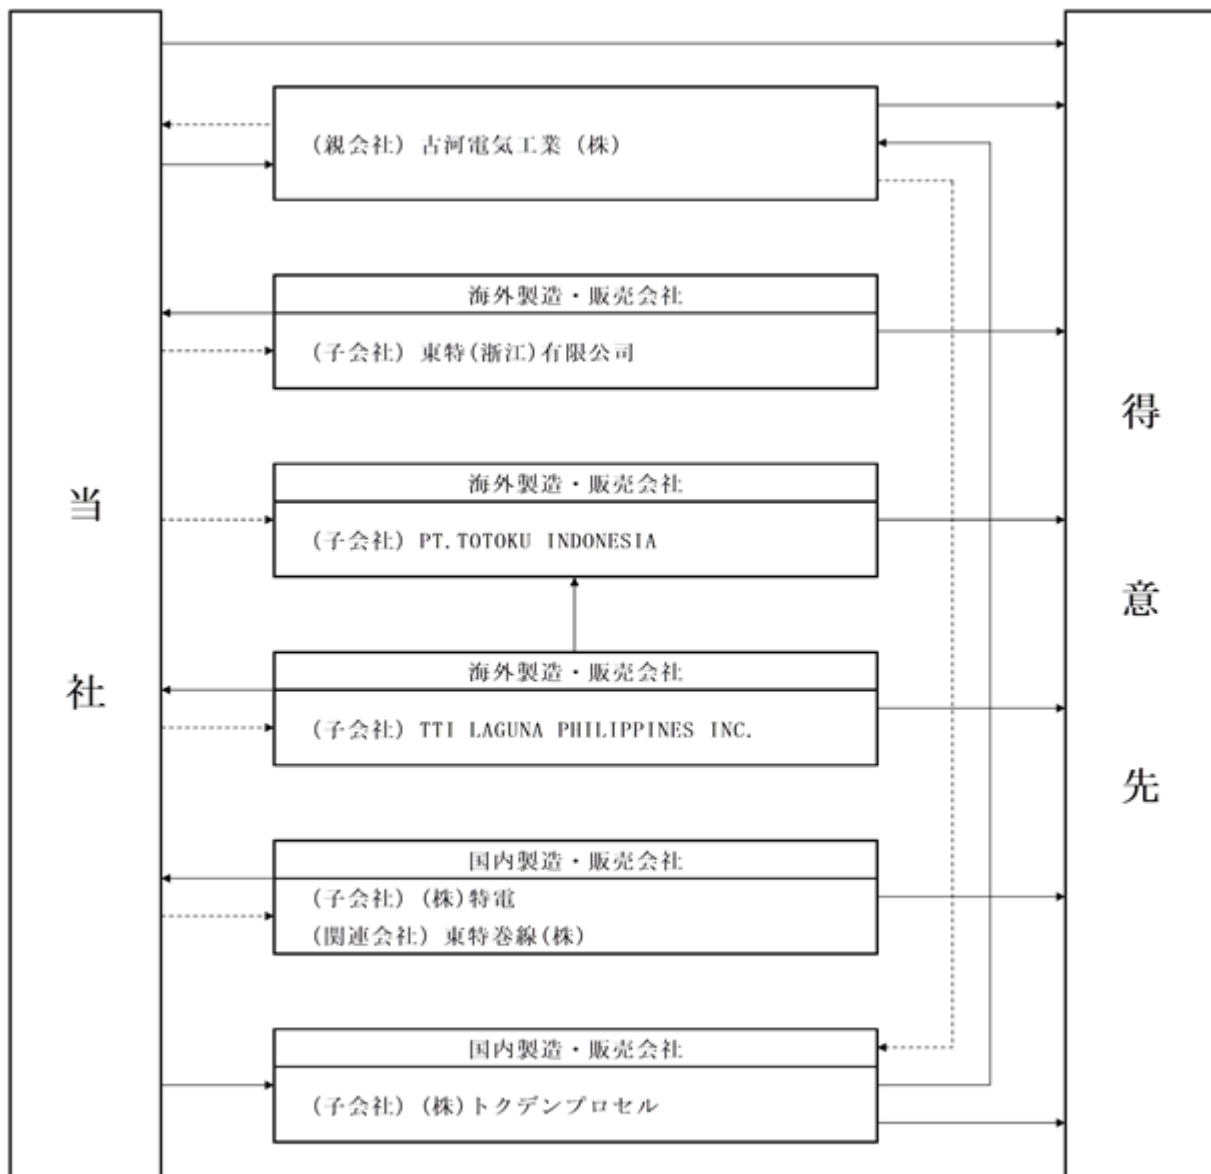 当社
(親会社) 古河電気工業 (株)
海外製造・販売会社
(子会社) 東特(浙江)有限公司
海外製造・販売会社
(子会社) PT.TOTOKU INDONESIA
海外製造・販売会社
(子会社) TTI LAGUNA PHILIPPINES INC.
国内製造・販売会社
(子会社) (株)特電
(関連会社) 東特巻線(株)
国内製造・販売会社
(子会社) (株)トクデンプロセル
得意先